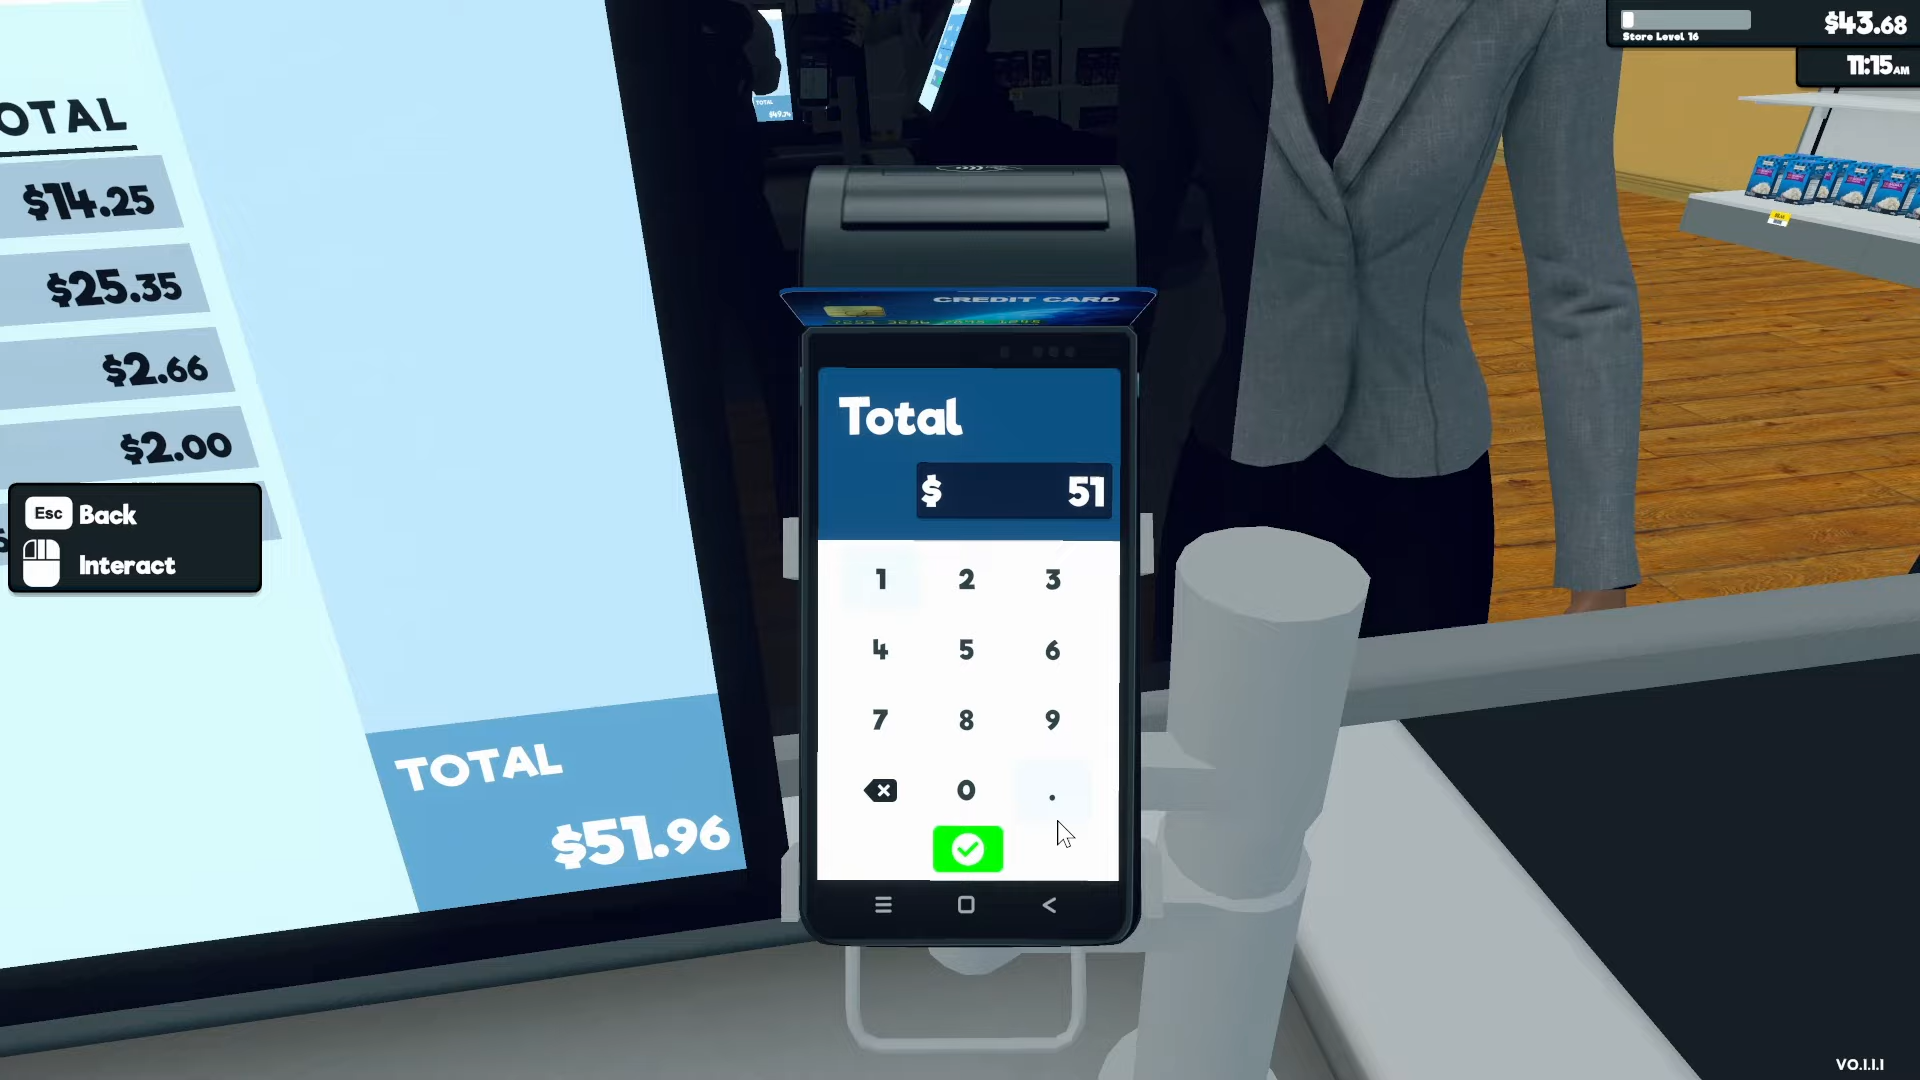 OTAL
$14.25
$25.35
$2.66
$2.00
Esc Back
Interact
TOTAL
$51.96
TOTAL
CREDIT CARD
Total
$ 51
1 2 3
4 5 6
7 8 9
0 .
Store Level 16
$43.68
11:15AM
V0.1.1.1